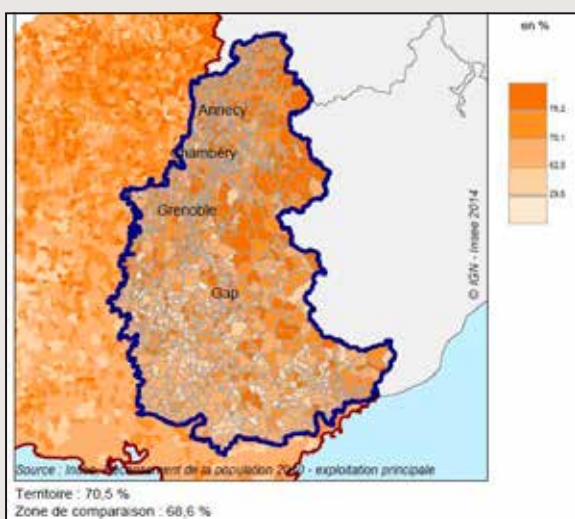 en %
Annecy
Chambéry
Grenoble
Gap
© IGN - Insee 2014
Source : Insee, Recensement de la population - exploitation principale
Territoire : 70,5 %
Zone de comparaison : 68,6 %